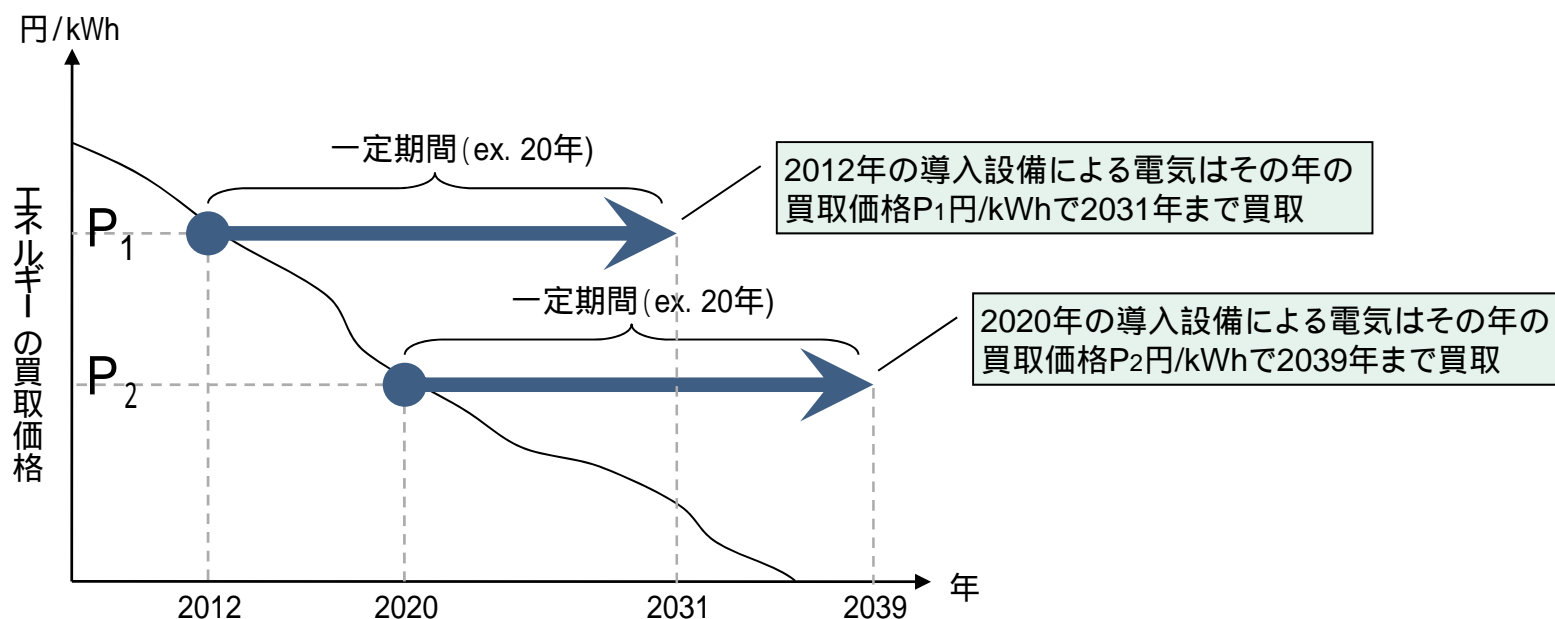 円/kWh
エネルギーの買取価格
一定期間(ex. 20年)
2012年の導入設備による電気はその年の
買取価格P1円/kWhで2031年まで買取
P1
一定期間(ex. 20年)
2020年の導入設備による電気はその年の
買取価格P2円/kWhで2039年まで買取
P2
2012
2020
2031
2039
年